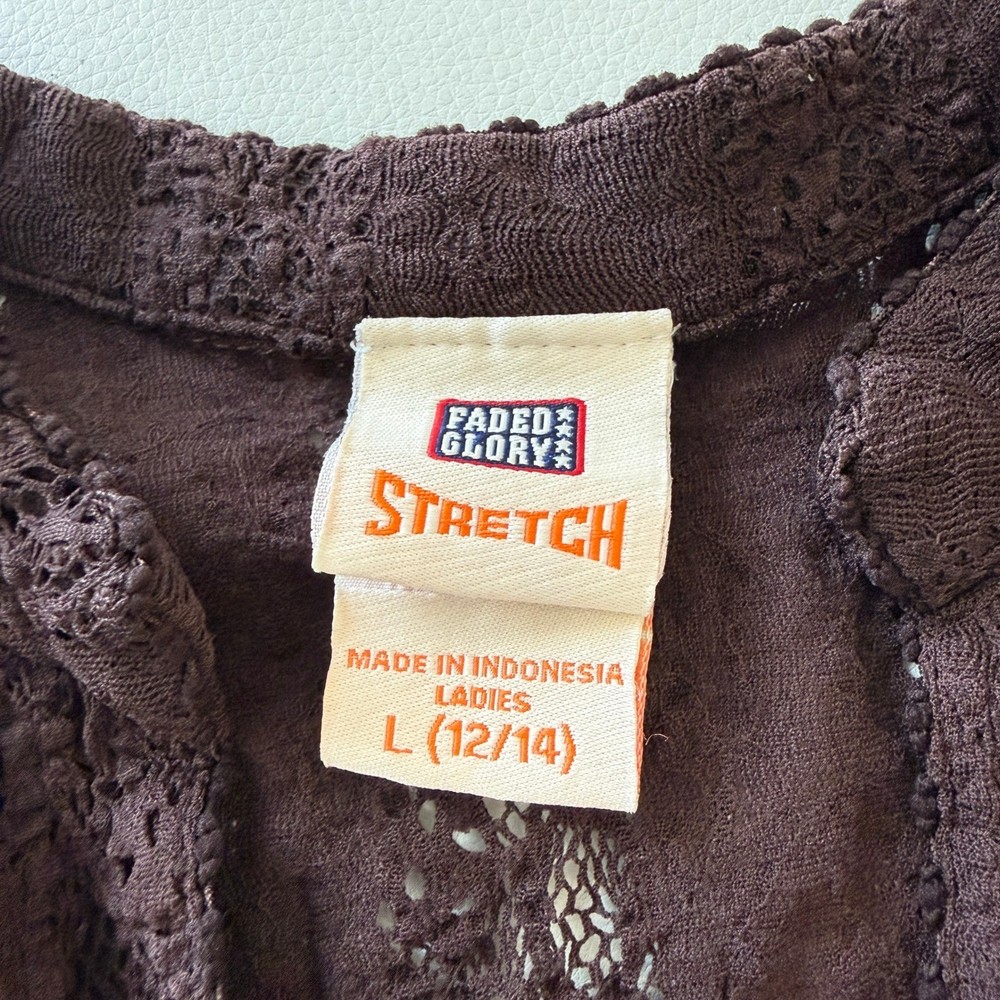 FADED
GLORY
STRETCH
MADE IN INDONESIA
LADIES
L (12/14)